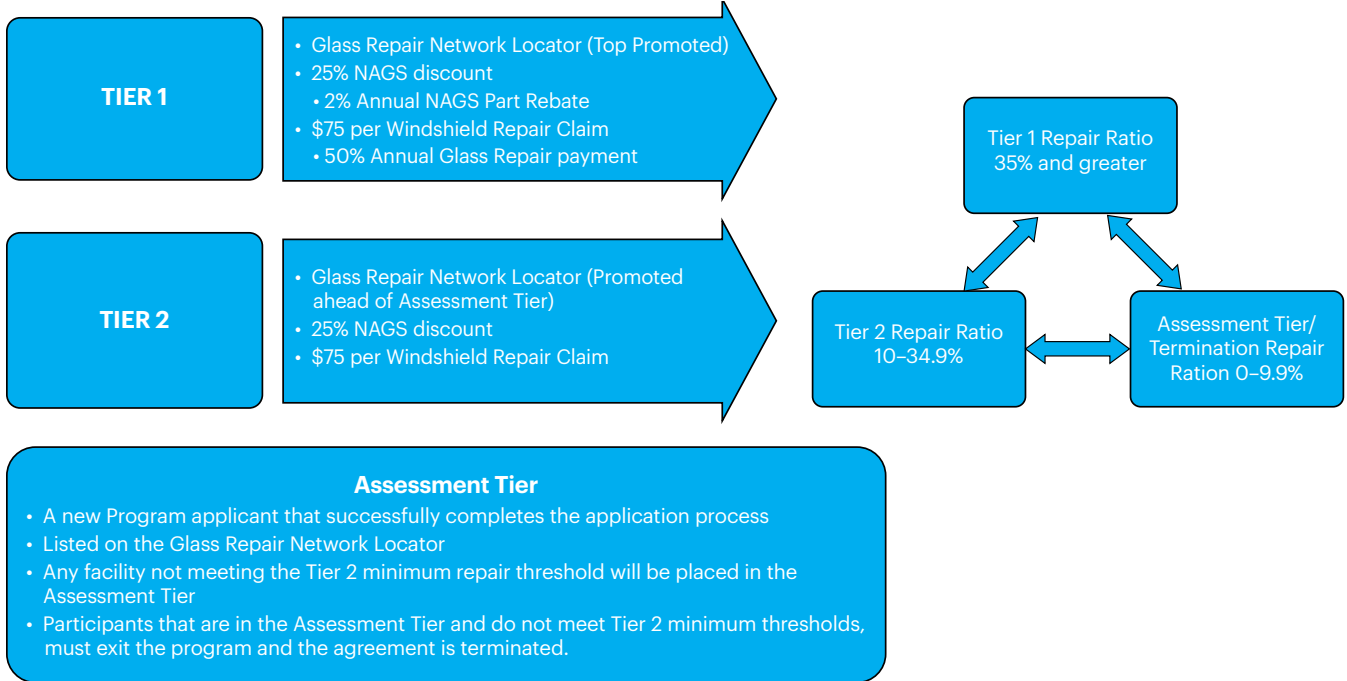 TIER 1
• Glass Repair Network Locator (Top Promoted)
• 25% NAGS discount
• 2% Annual NAGS Part Rebate
• $75 per Windshield Repair Claim
• 50% Annual Glass Repair payment
TIER 2
• Glass Repair Network Locator (Promoted
ahead of Assessment Tier)
• 25% NAGS discount
• $75 per Windshield Repair Claim
Tier 1 Repair Ratio
35% and greater
Tier 2 Repair Ratio
10–34.9%
Assessment Tier/
Termination Repair
Ration 0–9.9%
Assessment Tier
• A new Program applicant that successfully completes the application process
• Listed on the Glass Repair Network Locator
• Any facility not meeting the Tier 2 minimum repair threshold will be placed in the
Assessment Tier
• Participants that are in the Assessment Tier and do not meet Tier 2 minimum thresholds,
must exit the program and the agreement is terminated.